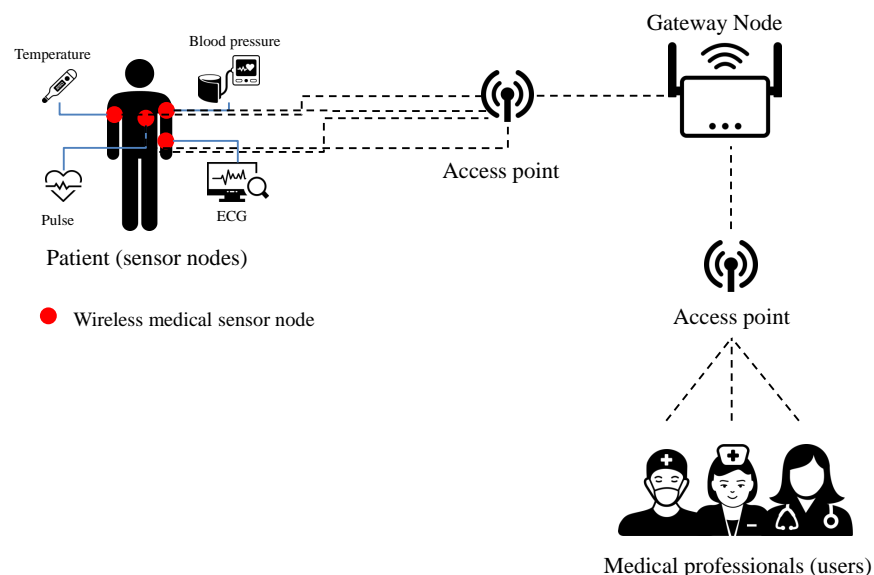 Gateway Node
Temperature
Blood pressure
Access point
Pulse
ECG
Patient (sensor nodes)
Wireless medical sensor node
Access point
Medical professionals (users)